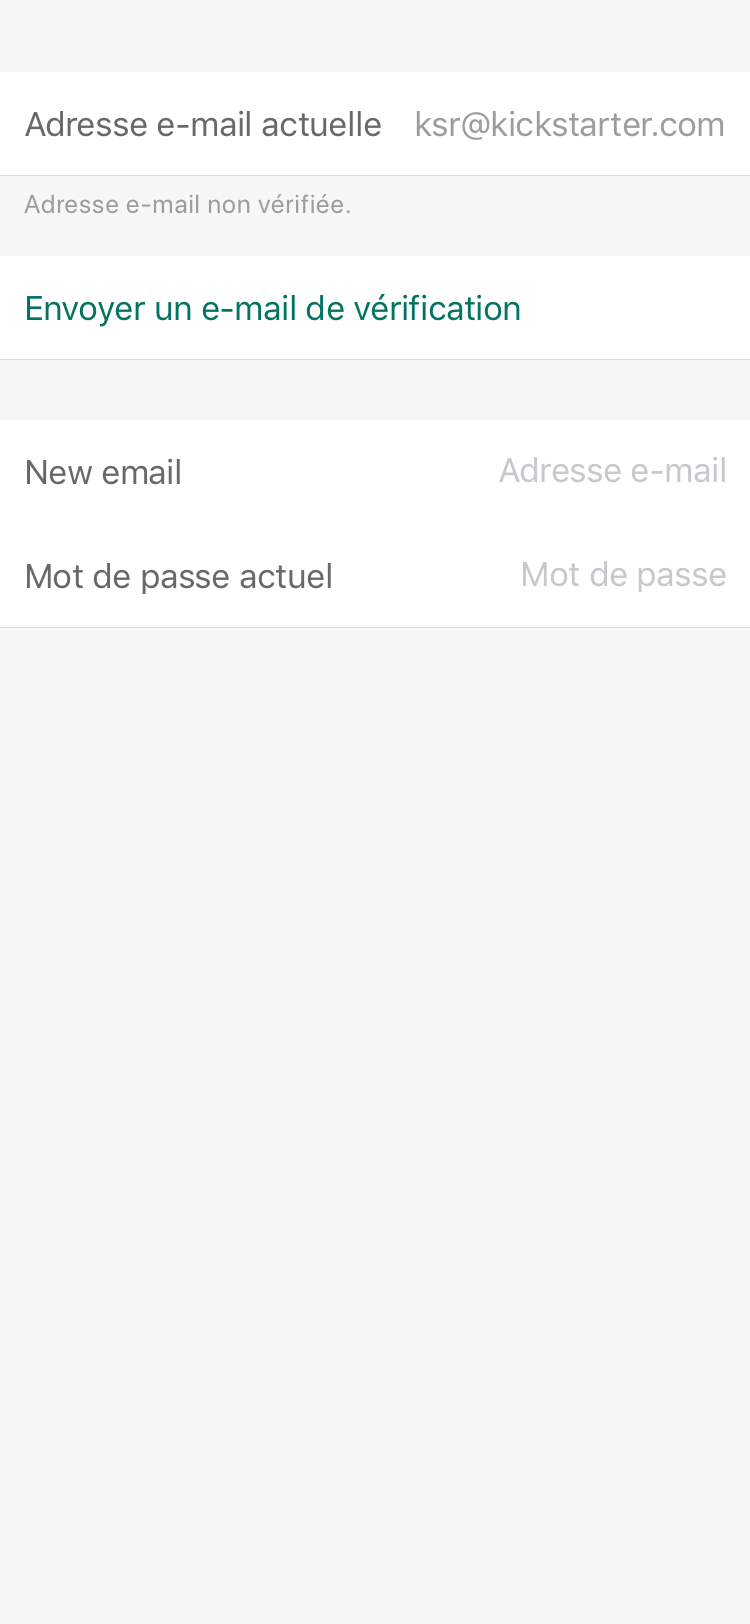 Adresse e-mail actuelle ksr@kickstarter.com
Adresse e-mail non vérifiée.
Envoyer un e-mail de vérification
New email Adresse e-mail
Mot de passe actuel Mot de passe